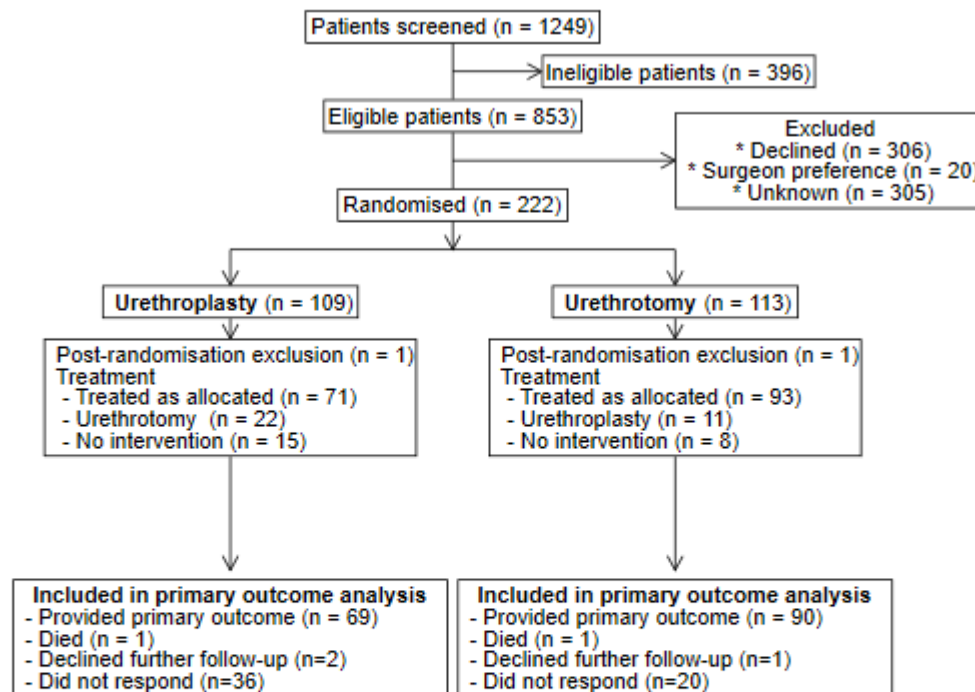 Patients screened (n = 1249)
Ineligible patients (n = 396)
Eligible patients (n = 853)
Excluded
* Declined (n = 306)
* Surgeon preference (n = 20)
* Unknown (n = 305)
Randomised (n = 222)
Urethroplasty (n = 109)
Post-randomisation exclusion (n = 1)
Treatment
- Treated as allocated (n = 71)
- Urethrotomy (n = 22)
- No intervention (n = 15)
Included in primary outcome analysis
- Provided primary outcome (n = 69)
- Died (n = 1)
- Declined further follow-up (n=2)
- Did not respond (n=36)
Urethrotomy (n = 113)
Post-randomisation exclusion (n = 1)
Treatment
- Treated as allocated (n = 93)
- Urethroplasty (n = 11)
- No intervention (n = 8)
Included in primary outcome analysis
- Provided primary outcome (n = 90)
- Died (n = 1)
- Declined further follow-up (n=1)
- Did not respond (n=20)